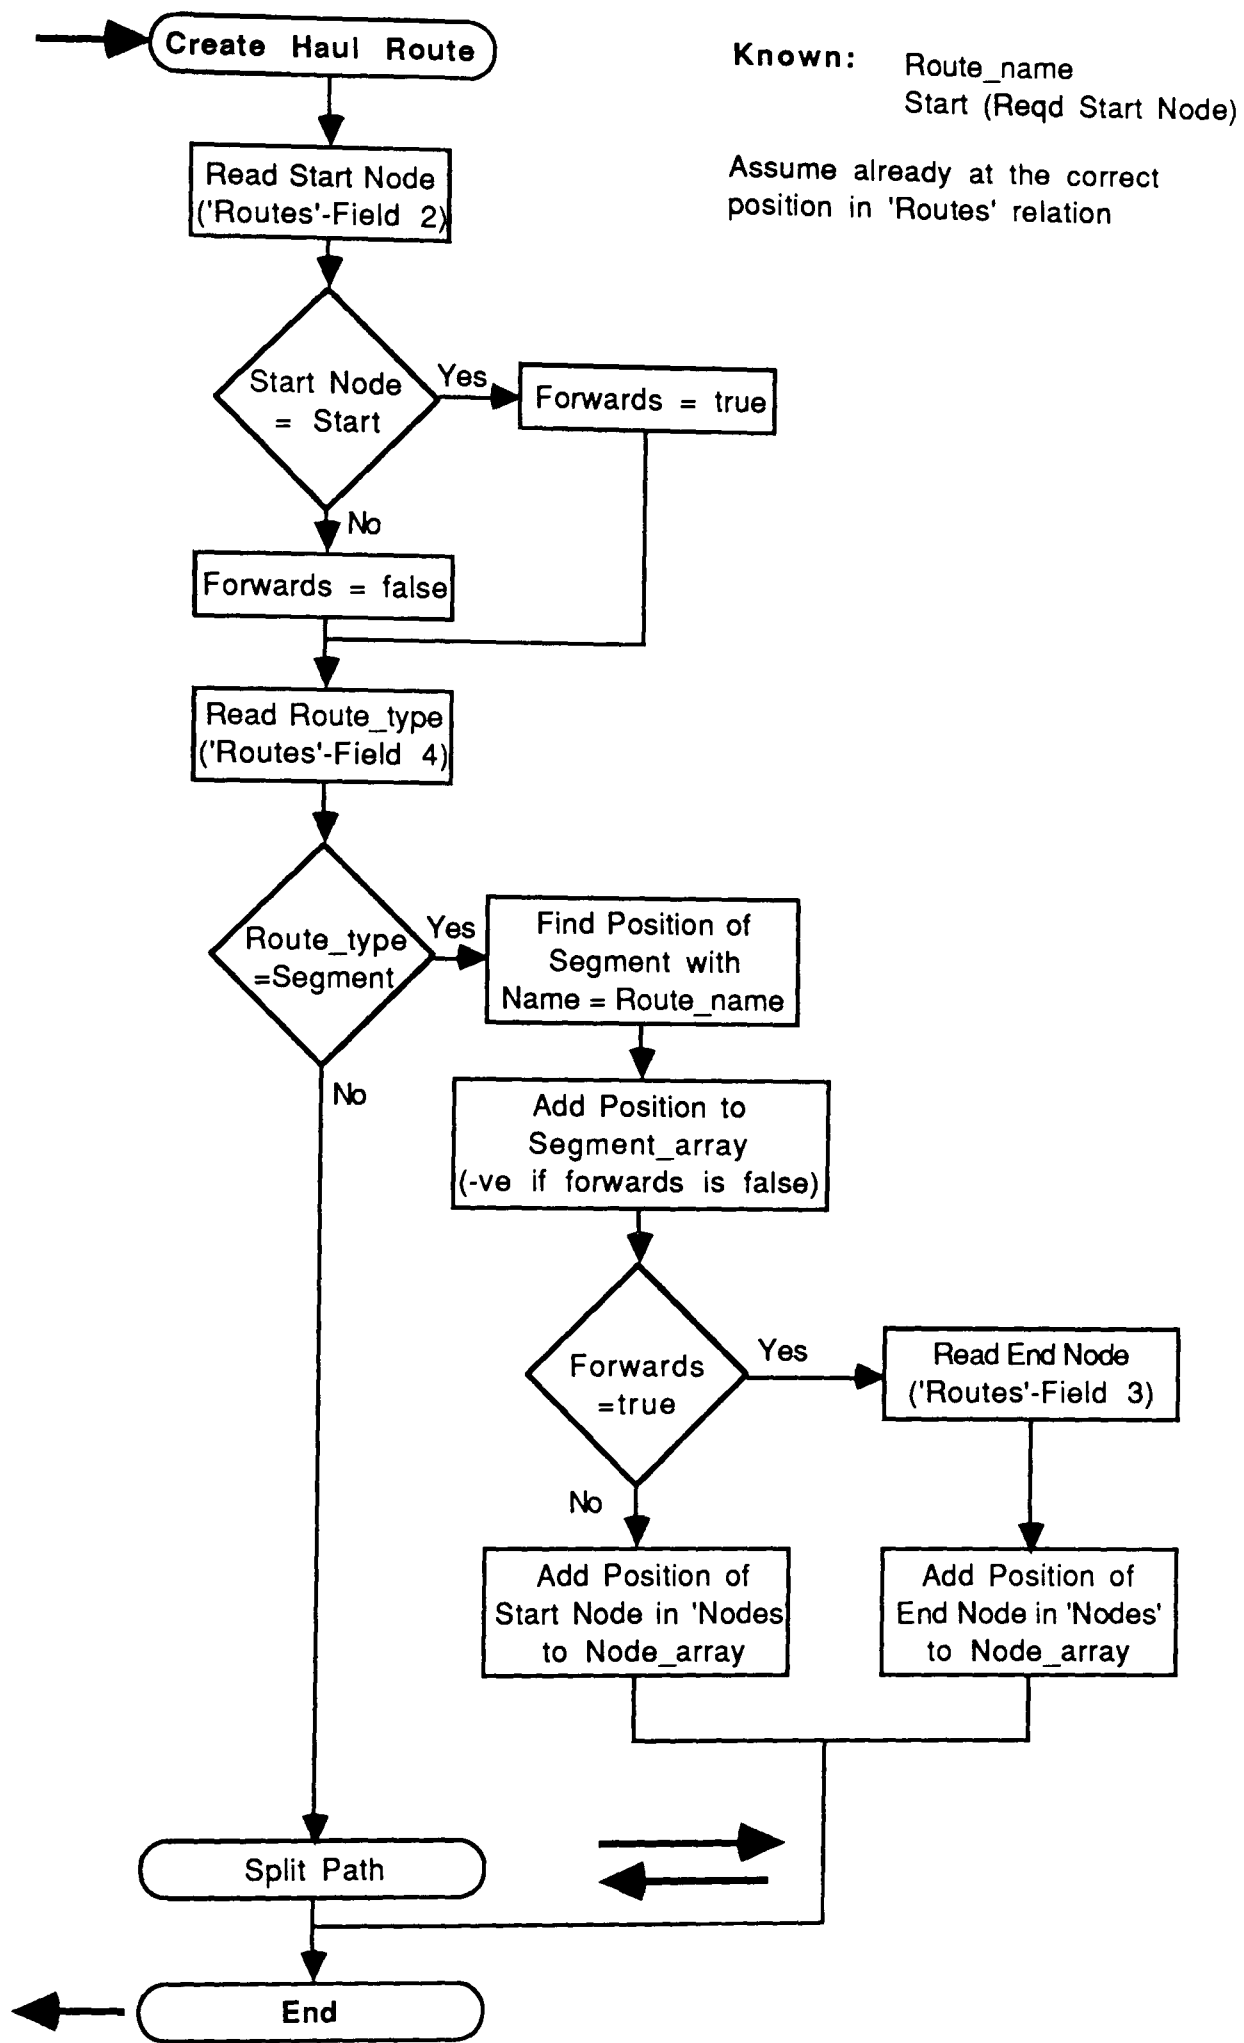 Create Haul Route
Known:
Route_name
Start (Reqd Start Node)
Assume already at the correct
position in 'Routes' relation
Read Start Node
('Routes'-Field 2)
Start Node
= Start
Yes
Forwards = true
No
Forwards = false
Read Route_type
('Routes'-Field 4)
Route_type
=Segment
Yes
Find Position of
Segment with
Name = Route_name
No
Add Position to
Segment_array
(-ve if forwards is false)
Forwards
=true
Yes
Read End Node
('Routes'-Field 3)
No
Add Position of
Start Node in 'Nodes
to Node_array
Add Position of
End Node in 'Nodes'
to Node_array
Split Path
End